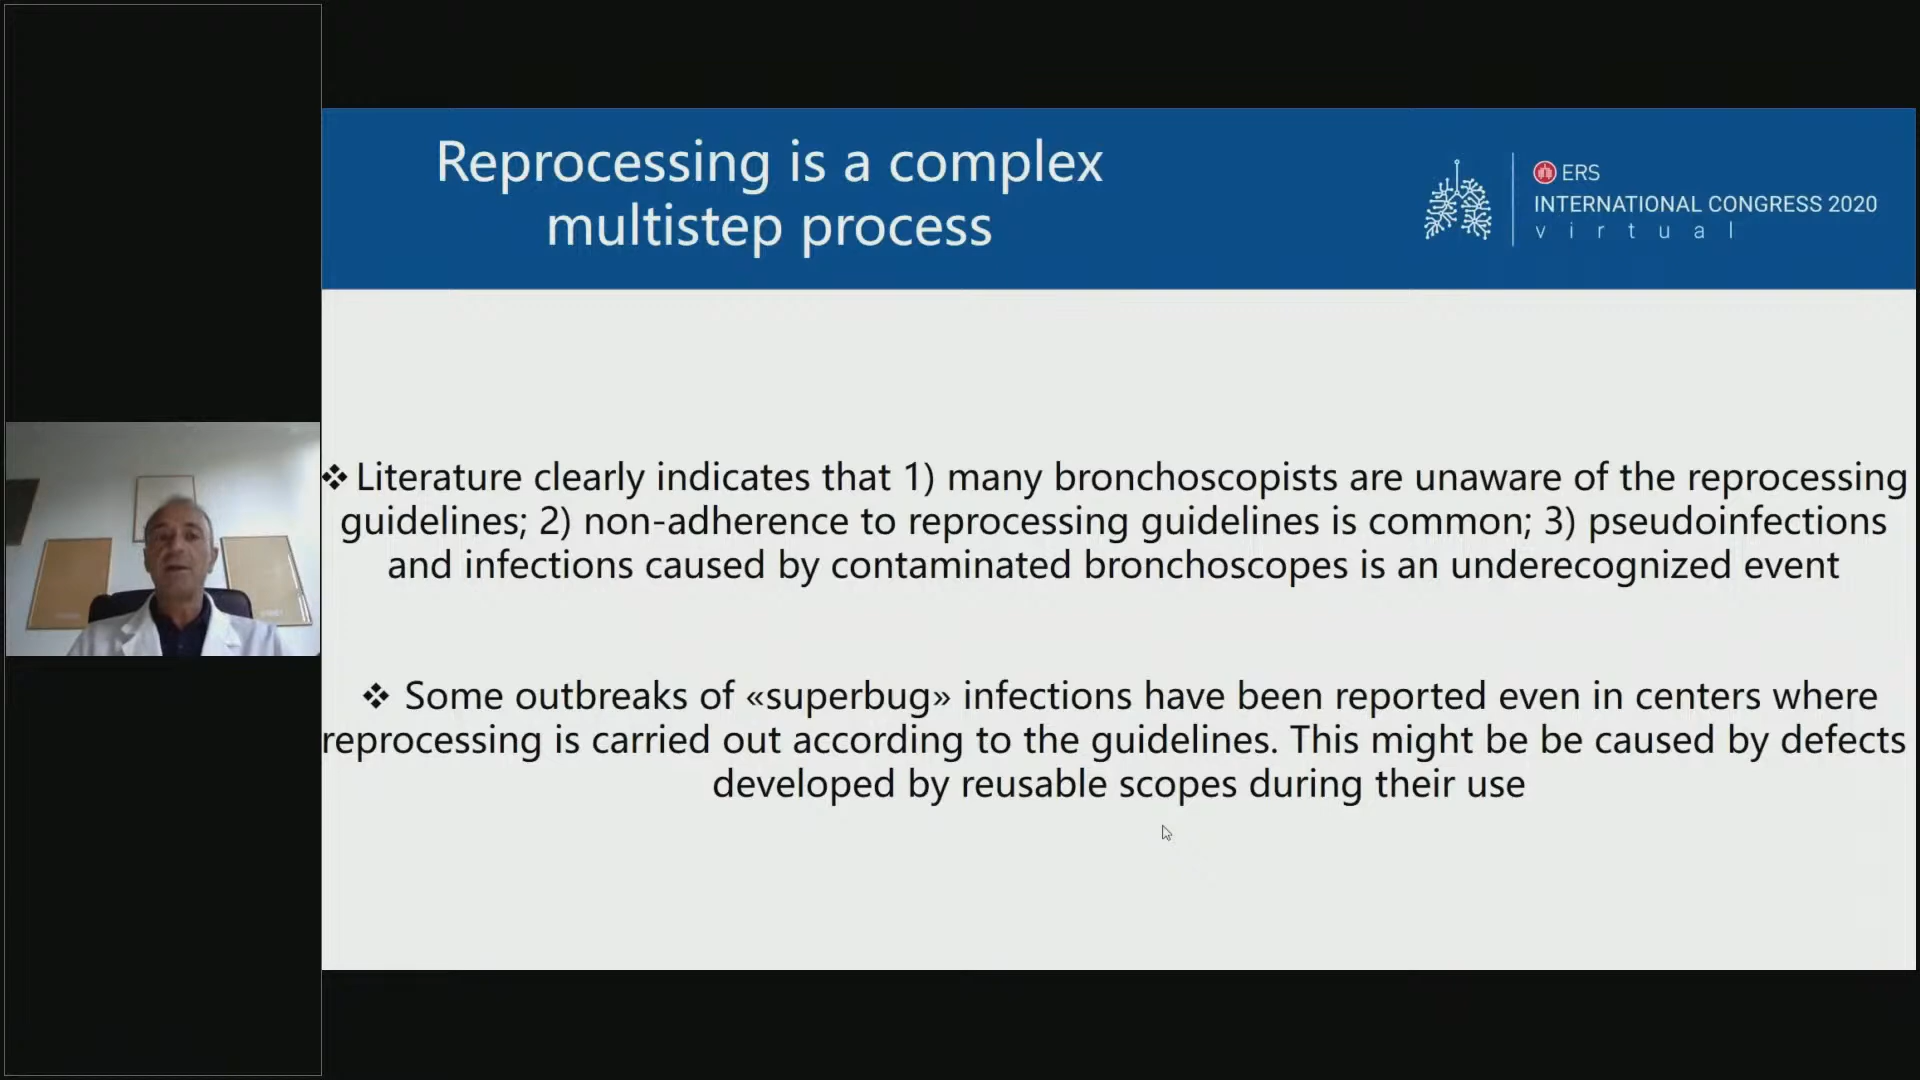 Reprocessing is a complex
multistep process
ERS
INTERNATIONAL CONGRESS 2020
virtual
❖ Literature clearly indicates that 1) many bronchoscopists are unaware of the reprocessing
guidelines; 2) non-adherence to reprocessing guidelines is common; 3) pseudoinfections
and infections caused by contaminated bronchoscopes is an underecognized event
❖ Some outbreaks of «superbug» infections have been reported even in centers where
reprocessing is carried out according to the guidelines. This might be be caused by defects
developed by reusable scopes during their use